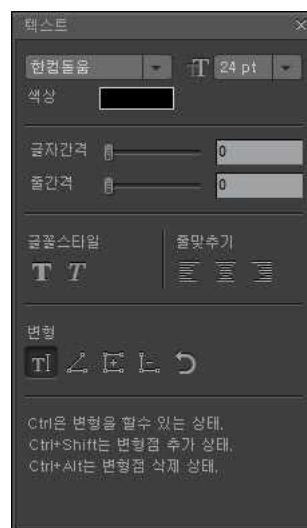 텍스트
한컴돋움 24 pt
색상
글자간격 0
줄간격 0
글꼴스타일 줄맞추기
변형
Ctrl은 변형을 할수 있는 상태,
Ctrl+Shift는 변형점 추가 상태,
Ctrl+Alt는 변형점 삭제 상태,